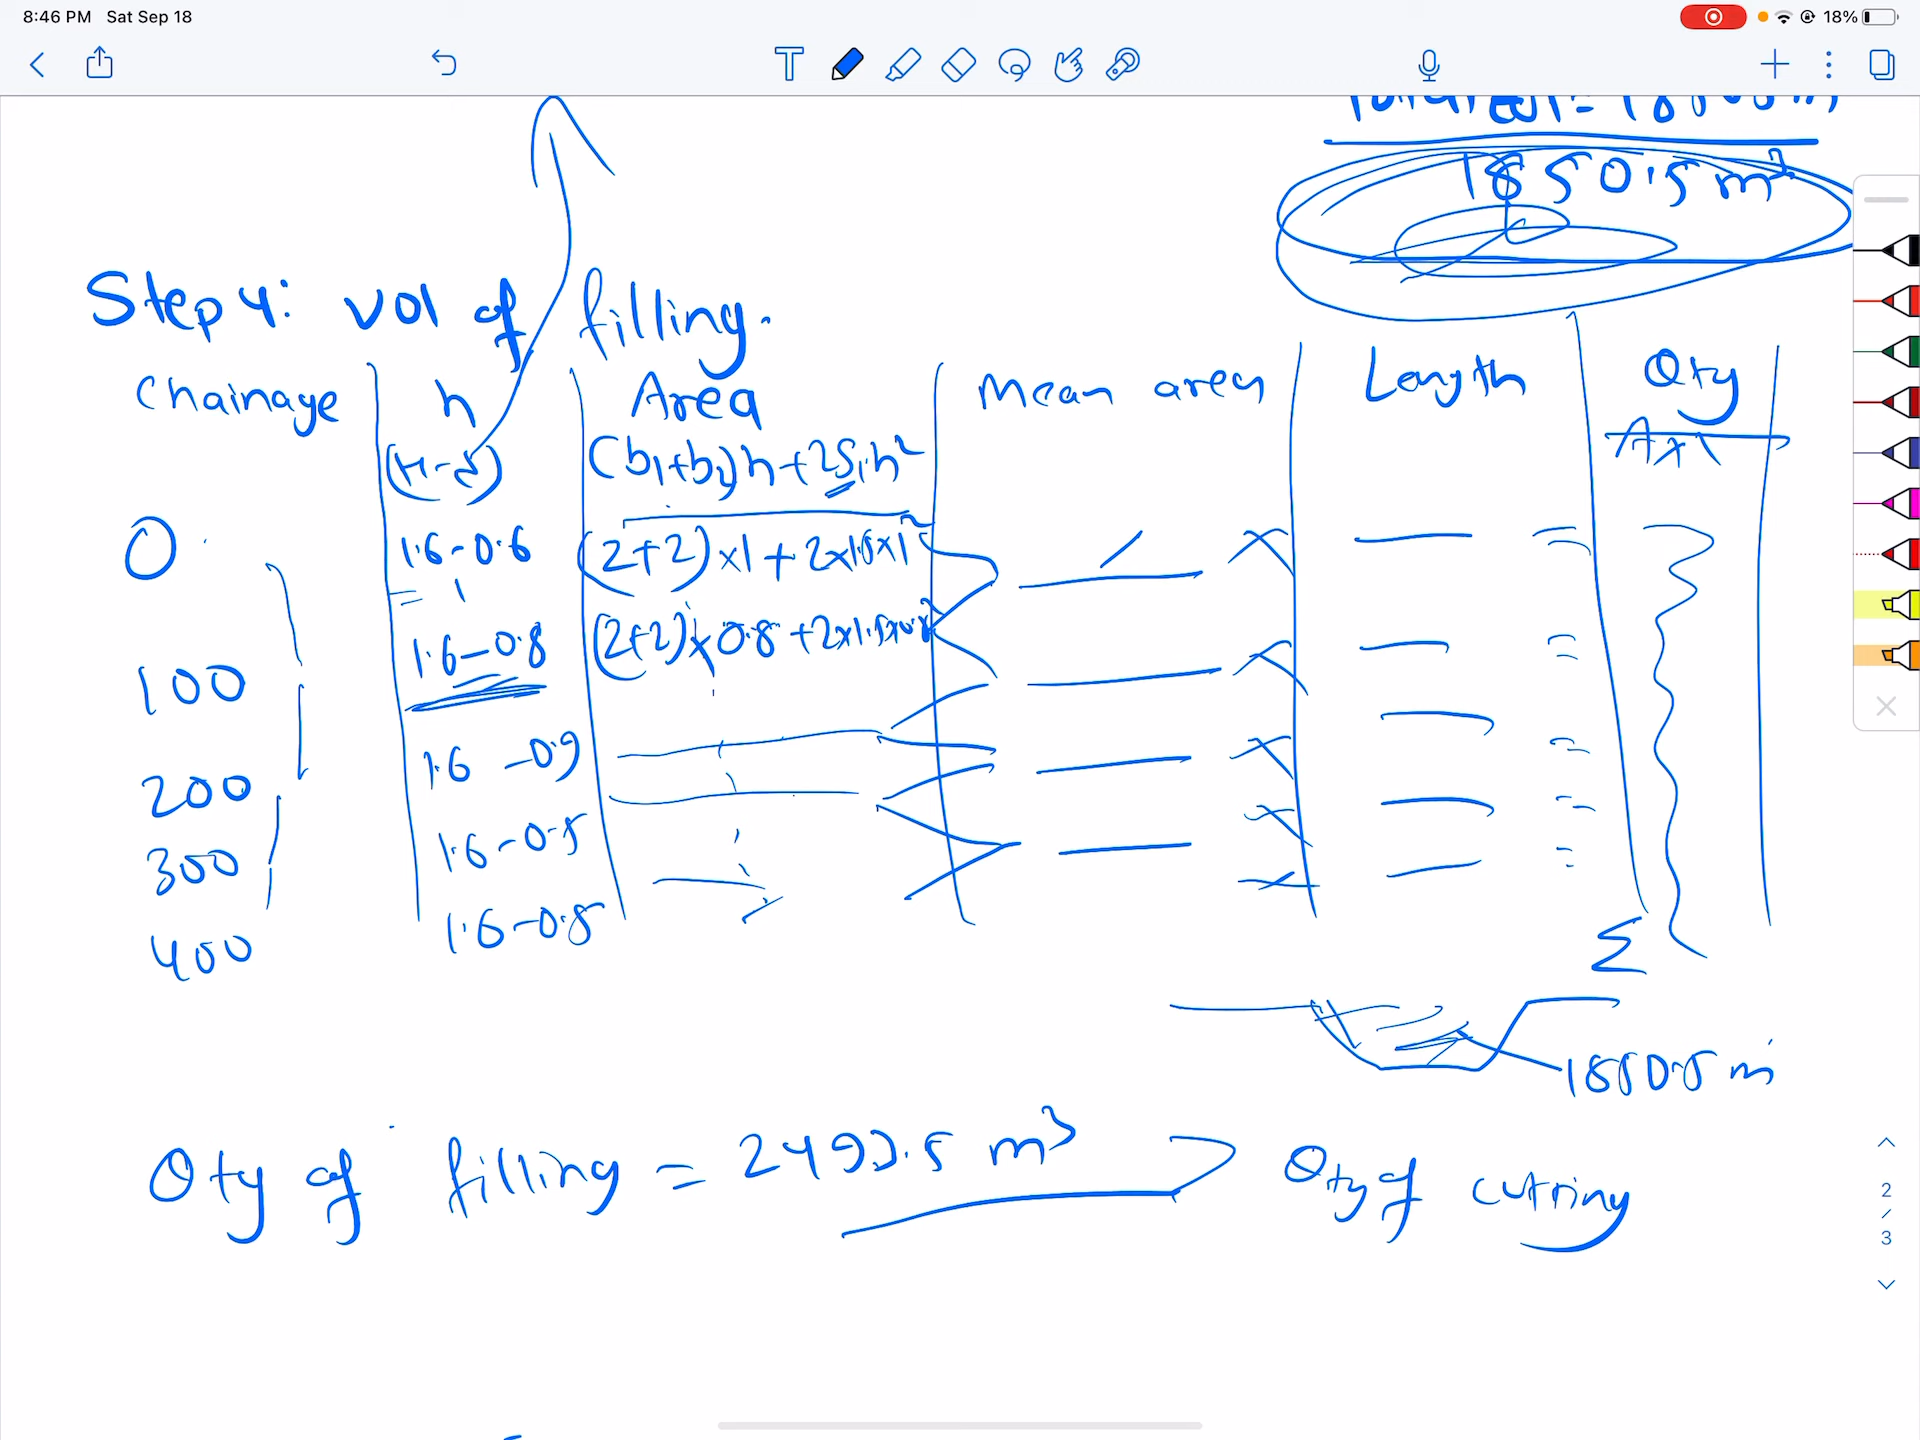 8:46 PM Sat Sep 18
18%
T
1850.5 m³
Step 4: vol of filling.
Chainage h Area Mean area Length Qty
(H-d) (b₁+b₂)h+2S₁h² A×L
0 1.6-0.6 (2+2)×1+2×1.5×1²
= 1
100 1.6-0.8 (2+2)×0.8+2×1.5×0.8²
200 1.6-0.9
300 1.6-0.8
400 1.6-0.8
Σ
1850.5 m
Qty of filling = 2492.5 m³ > Qty of cutting
2
/
3